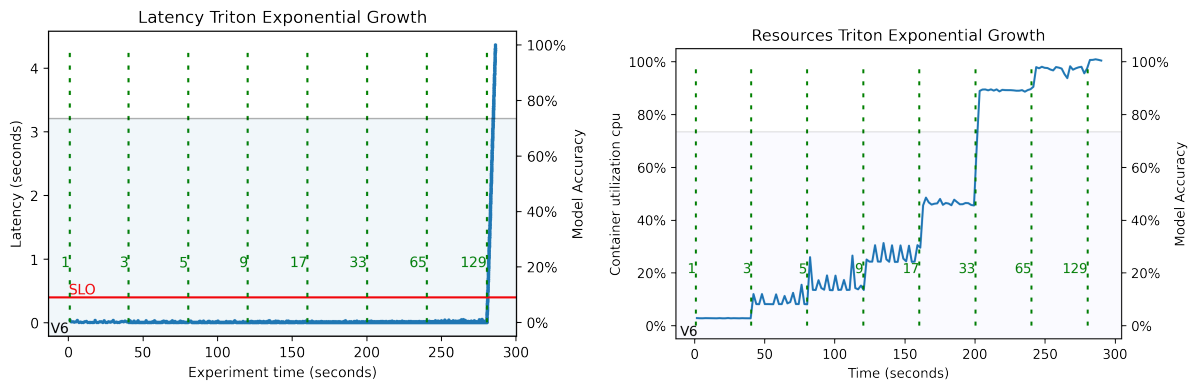 Latency Triton Exponential Growth
Latency (seconds)
4
3
2
1
0
100%
80%
60%
40%
20%
0%
Model Accuracy
1 3 5 9 17 33 65 129
SLO
V6
0 50 100 150 200 250 300
Experiment time (seconds)
Resources Triton Exponential Growth
Container utilization cpu
100%
80%
60%
40%
20%
0%
100%
80%
60%
40%
20%
0%
Model Accuracy
1 3 5 9 17 33 65 129
V6
0 50 100 150 200 250 300
Time (seconds)